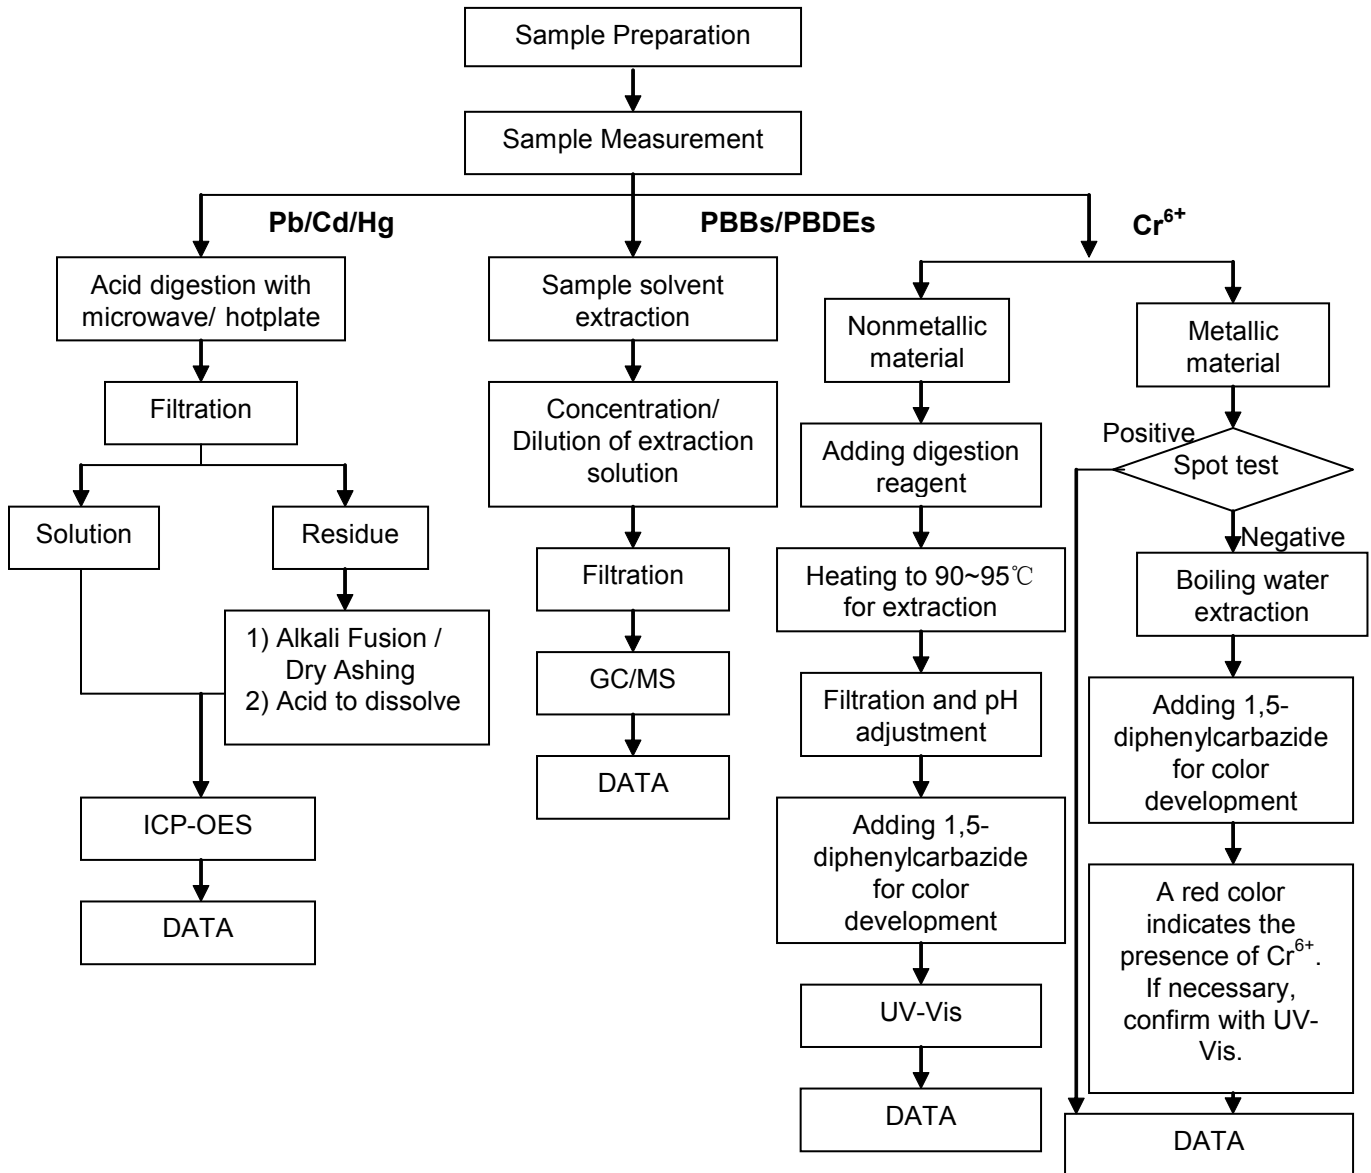 Sample Preparation
Sample Measurement
Pb/Cd/Hg
PBBs/PBDEs
Cr⁶⁺
Acid digestion with
microwave/ hotplate
Filtration
Solution
Residue
1) Alkali Fusion /
Dry Ashing
2) Acid to dissolve
ICP-OES
DATA
Sample solvent
extraction
Concentration/
Dilution of extraction
solution
Filtration
GC/MS
DATA
Nonmetallic
material
Adding digestion
reagent
Heating to 90~95℃
for extraction
Filtration and pH
adjustment
Adding 1,5-
diphenylcarbazide
for color
development
UV-Vis
DATA
Metallic
material
Positive
Spot test
Negative
Boiling water
extraction
Adding 1,5-
diphenylcarbazide
for color
development
A red color
indicates the
presence of Cr⁶⁺.
If necessary,
confirm with UV-
Vis.
DATA